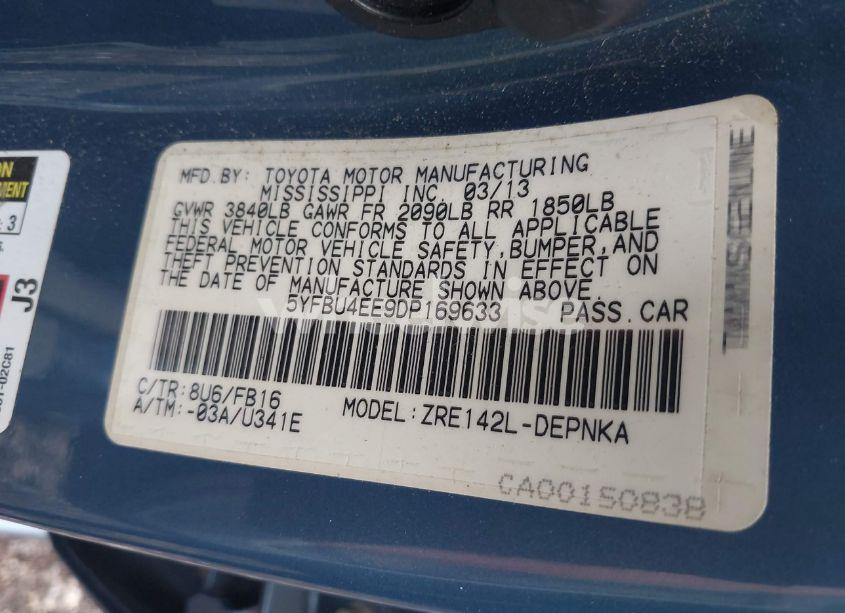 MFD.BY: TOYOTA MOTOR MANUFACTURING
MISSISSIPPI INC. 03/13
GVWR 3840LB GAWR FR 2090LB RR 1850LB
THIS VEHICLE CONFORMS TO ALL APPLICABLE
FEDERAL MOTOR VEHICLE SAFETY,BUMPER,AND
THEFT PREVENTION STANDARDS IN EFFECT ON
THE DATE OF MANUFACTURE SHOWN ABOVE.
5YFBU4EE9DP169633 PASS.CAR
C/TR:8U6/FB16
A/TM:-03A/U341E
MODEL:ZRE142L-DEPNKA
CA00150838
J3